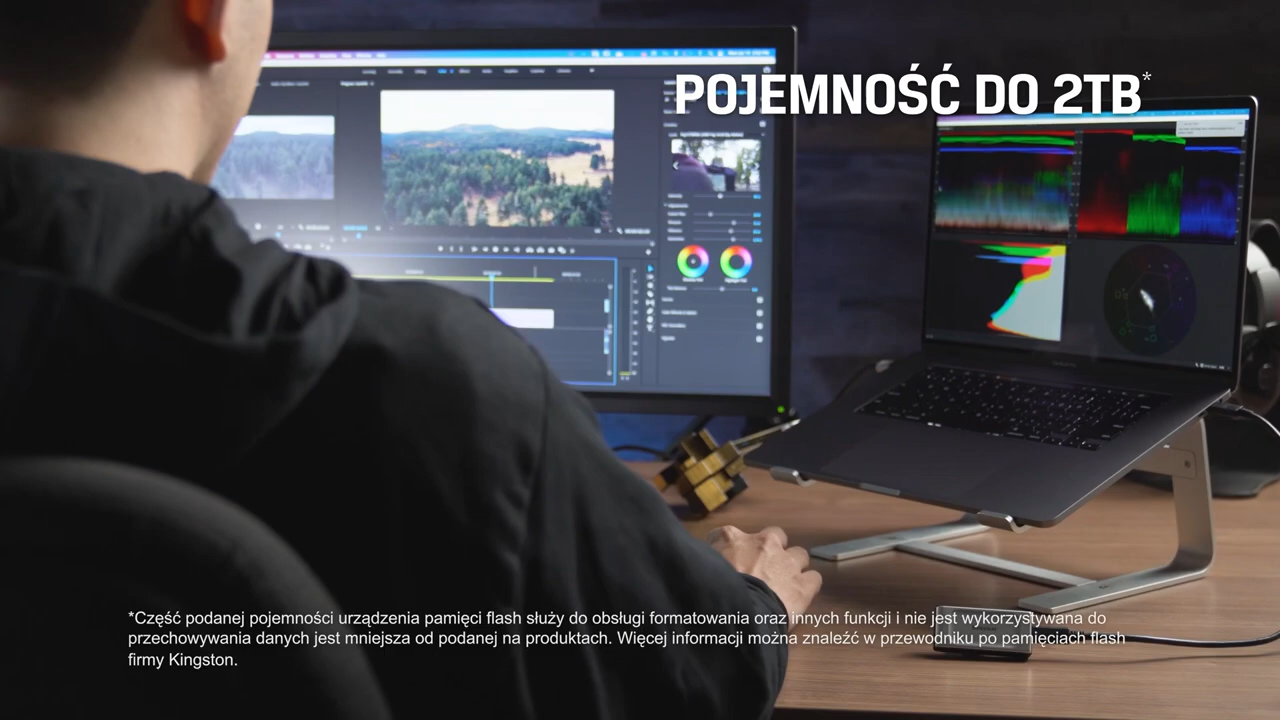 POJEMNOŚĆ DO 2TB*
*Część podanej pojemności urządzenia pamięci flash służy do obsługi formatowania oraz innych funkcji i nie jest wykorzystywana do
przechowywania danych jest mniejsza od podanej na produktach. Więcej informacji można znaleźć w przewodniku po pamięciach flash
firmy Kingston.